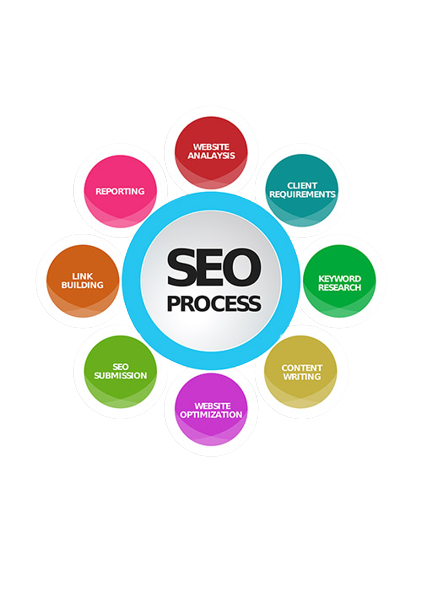 SEO
PROCESS
WEBSITE
ANALAYSIS
CLIENT
REQUIREMENTS
KEYWORD
RESEARCH
CONTENT
WRITING
WEBSITE
OPTIMIZATION
SEO
SUBMISSION
LINK
BUILDING
REPORTING